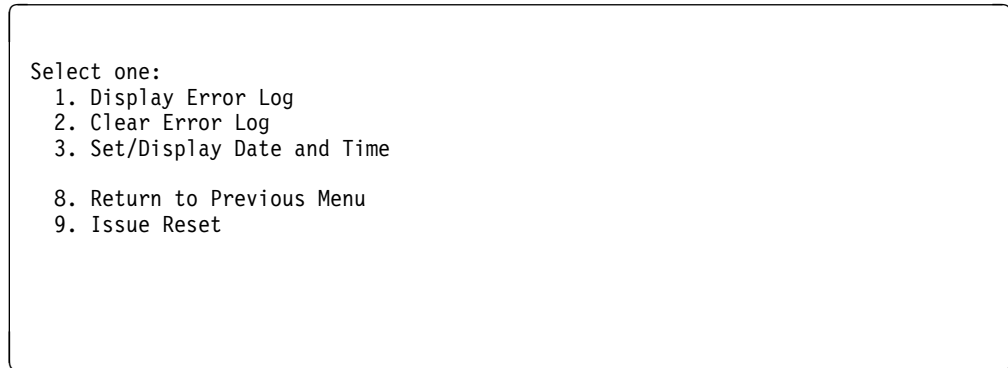 Select one:
1. Display Error Log
2. Clear Error Log
3. Set/Display Date and Time
8. Return to Previous Menu
9. Issue Reset